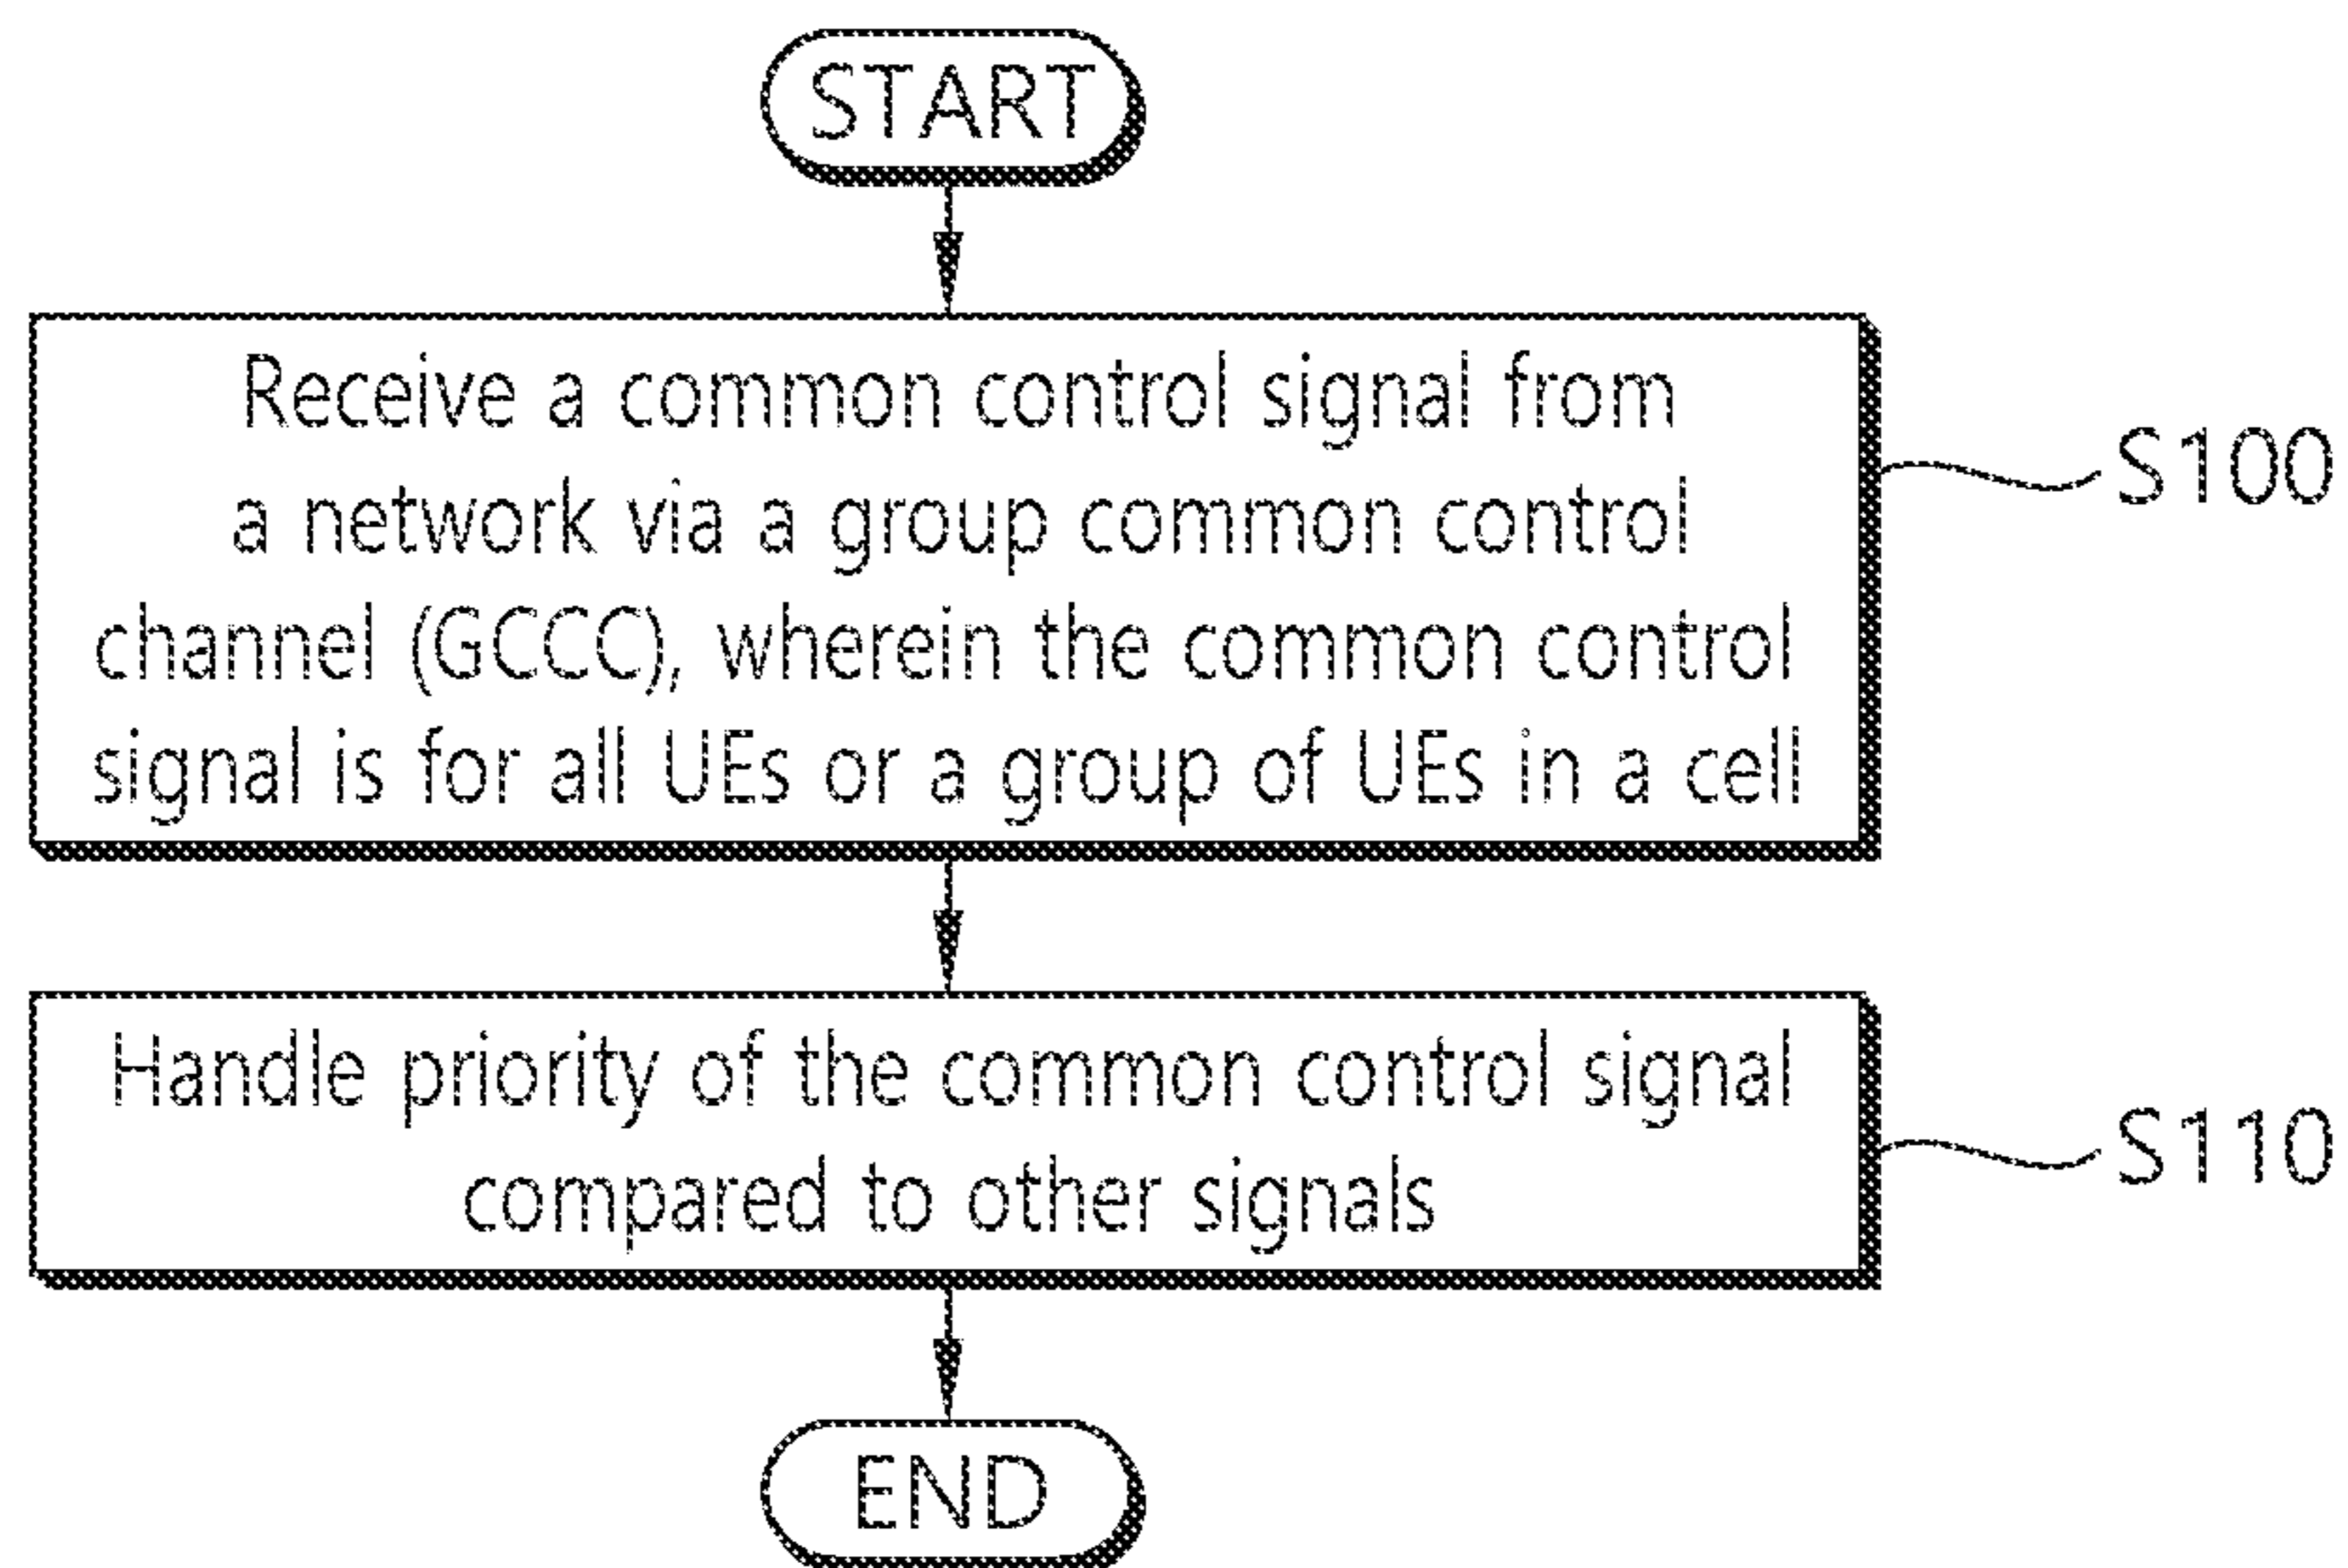 START
Receive a common control signal from
a network via a group common control
channel (GCCC), wherein the common control
signal is for all UEs or a group of UEs in a cell
S100
Handle priority of the common control signal
compared to other signals
S110
END